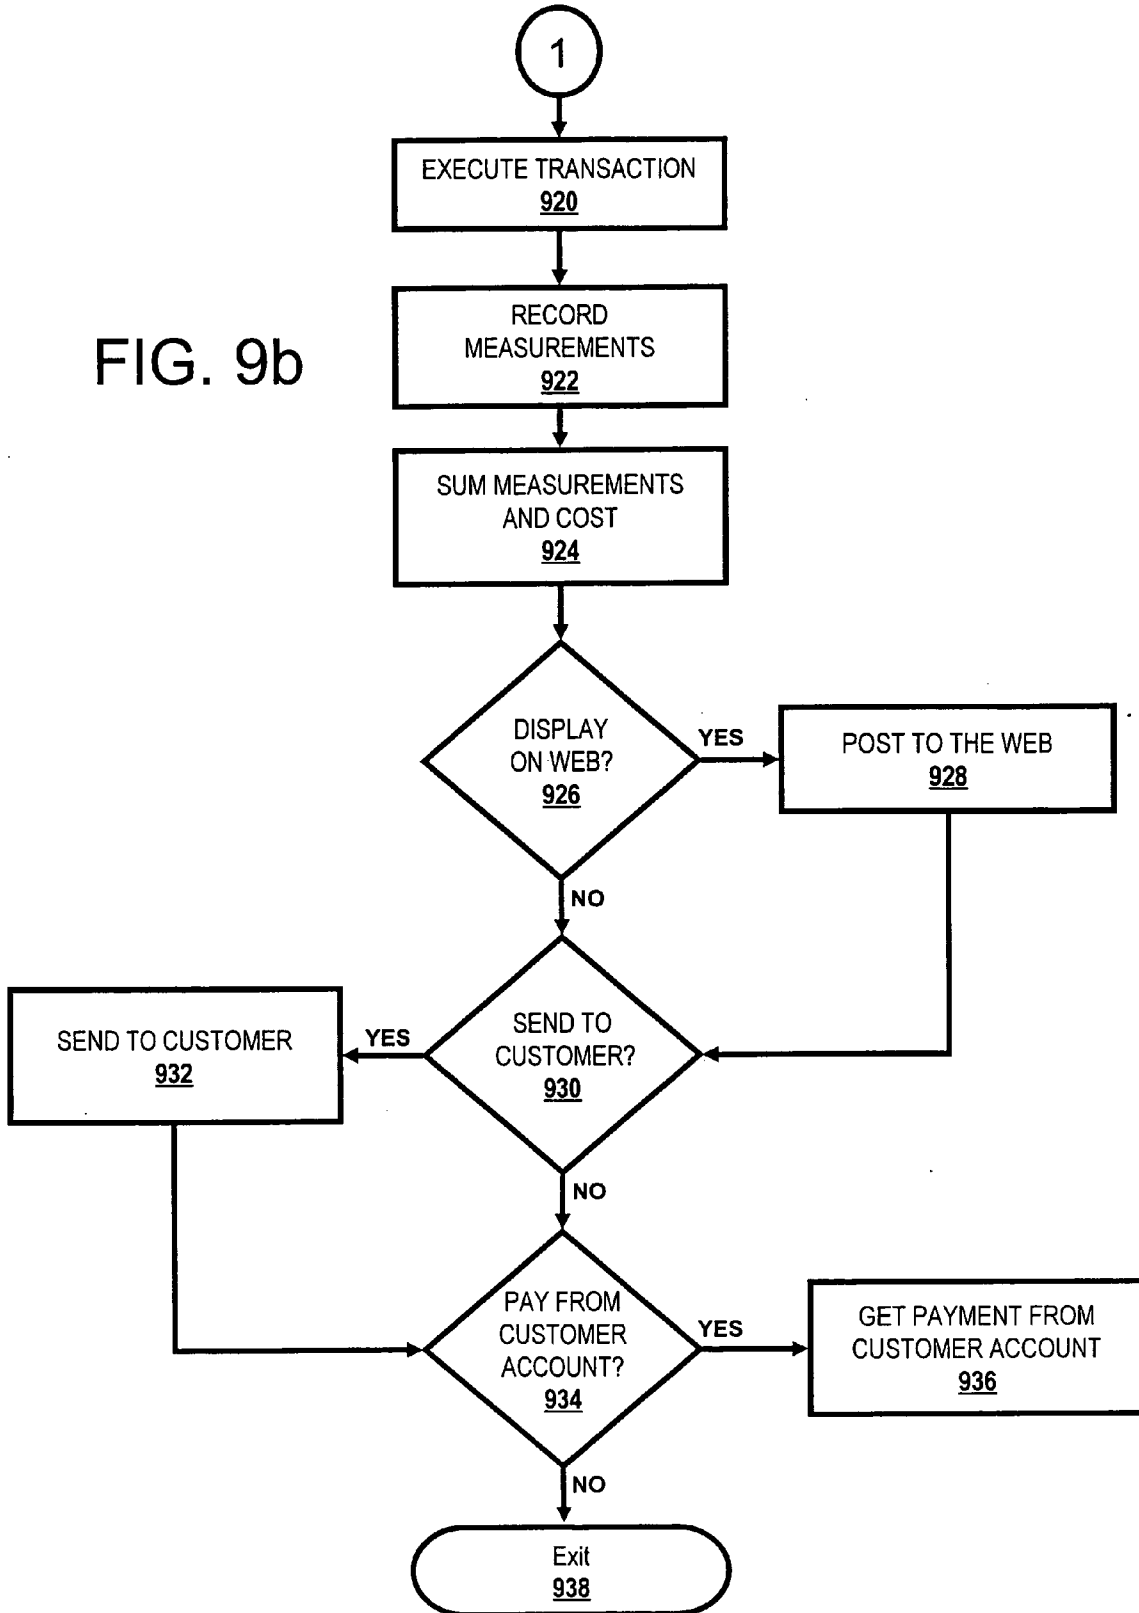 1
EXECUTE TRANSACTION
920
RECORD
MEASUREMENTS
922
FIG. 9b
SUM MEASUREMENTS
AND COST
924
DISPLAY
ON WEB?
926
YES
POST TO THE WEB
928
NO
SEND TO CUSTOMER
932
YES
SEND TO
CUSTOMER?
930
NO
PAY FROM
CUSTOMER
ACCOUNT?
934
YES
GET PAYMENT FROM
CUSTOMER ACCOUNT
936
NO
Exit
938